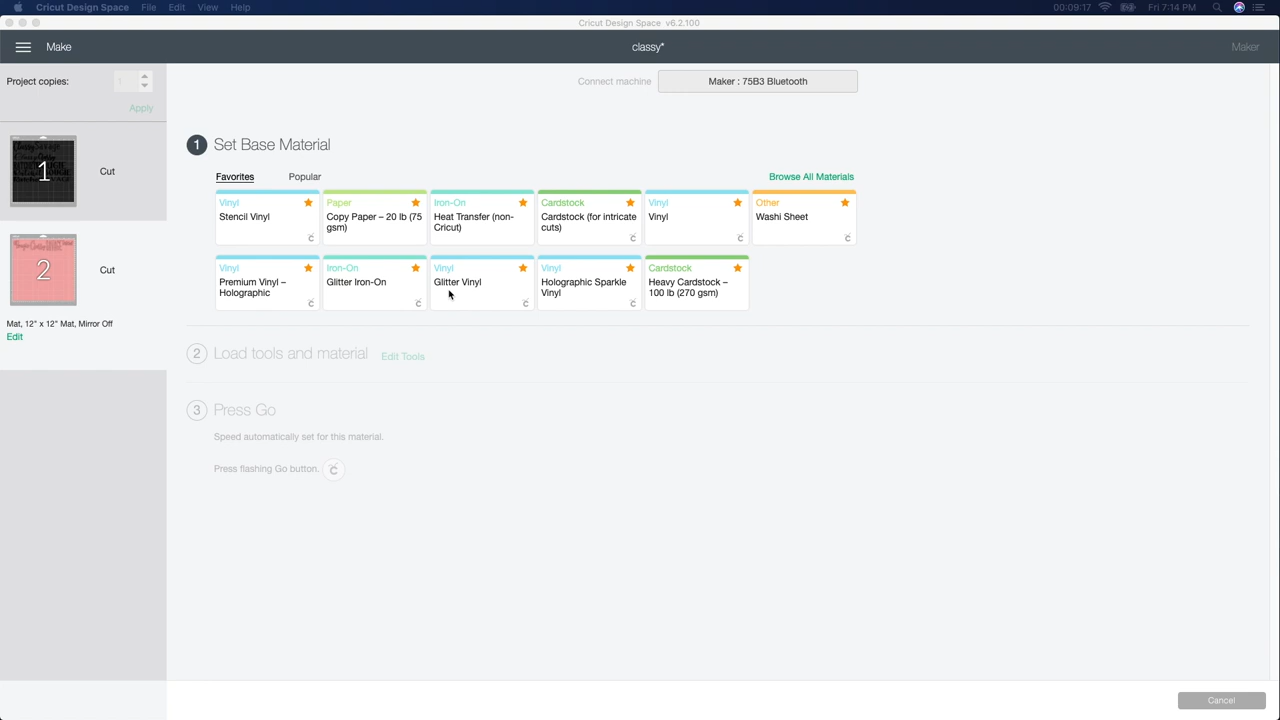 Cricut Design Space File Edit View Help 00:09:17 Fri 7:14 PM
Cricut Design Space v6.2.100
Make classy* Maker
Project copies: 1
Apply
Connect machine Maker : 75B3 Bluetooth
1 Set Base Material
1 Cut
Favorites Popular Browse All Materials
Vinyl
Stencil Vinyl
Paper
Copy Paper – 20 lb (75
gsm)
Iron-On
Heat Transfer (non-
Cricut)
Cardstock
Cardstock (for intricate
cuts)
Vinyl
Vinyl
Other
Washi Sheet
Vinyl
Premium Vinyl –
Holographic
Iron-On
Glitter Iron-On
Vinyl
Glitter Vinyl
Vinyl
Holographic Sparkle
Vinyl
Cardstock
Heavy Cardstock –
100 lb (270 gsm)
2 Cut
Mat, 12" x 12" Mat, Mirror Off
Edit
2 Load tools and material Edit Tools
3 Press Go
Speed automatically set for this material.
Press flashing Go button.
Cancel